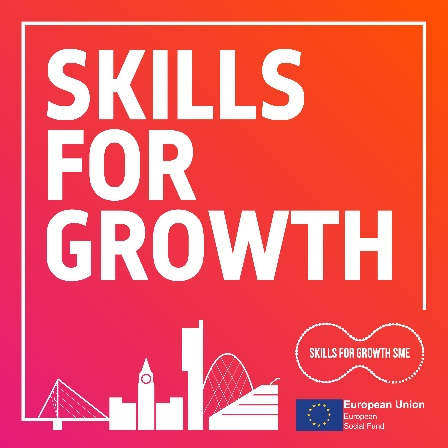 SKILLS
FOR
GROWTH
SKILLS FOR GROWTH SME
European Union
European
Social Fund